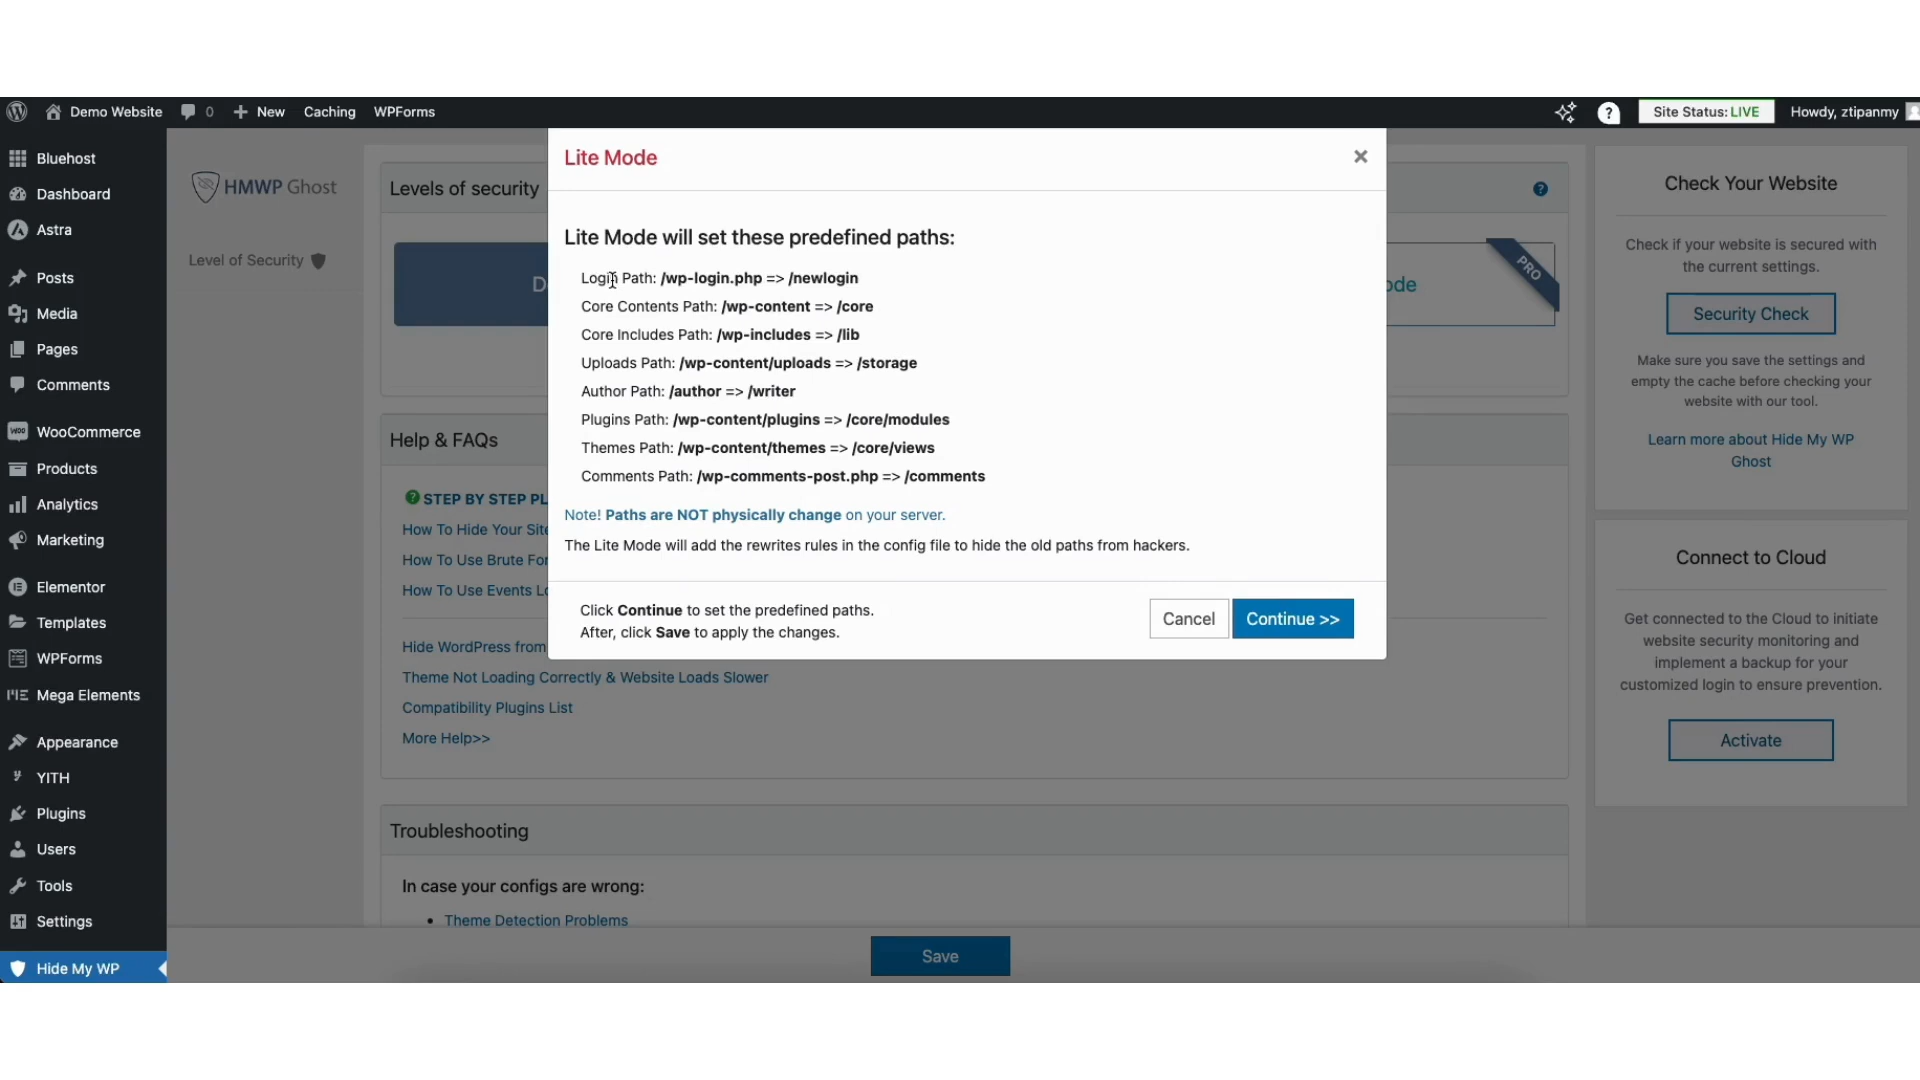 Demo Website
0
New
Caching
WPForms
Site Status: LIVE
Howdy, ztipanmy
Bluehost
Dashboard
Astra
Posts
Media
Pages
Comments
WooCommerce
Products
Analytics
Marketing
Elementor
Templates
WPForms
Mega Elements
Appearance
YITH
Plugins
Users
Tools
Settings
Hide My WP
HMWP Ghost
Level of Security
Levels of security
Lite Mode
Lite Mode will set these predefined paths:
Login Path: /wp-login.php => /newlogin
Core Contents Path: /wp-content => /core
Core Includes Path: /wp-includes => /lib
Uploads Path: /wp-content/uploads => /storage
Author Path: /author => /writer
Plugins Path: /wp-content/plugins => /core/modules
Themes Path: /wp-content/themes => /core/views
Comments Path: /wp-comments-post.php => /comments
Note! Paths are NOT physically change on your server.
The Lite Mode will add the rewrites rules in the config file to hide the old paths from hackers.
Click Continue to set the predefined paths.
After, click Save to apply the changes.
Cancel
Continue >>
PRO
Help & FAQs
STEP BY STEP
How To Hide Your
How To Use Brute
How To Use Events
Hide WordPress from
Theme Not Loading Correctly & Website Loads Slower
Compatibility Plugins List
More Help>>
Troubleshooting
In case your configs are wrong:
Theme Detection Problems
Save
Check Your Website
Check if your website is secured with
the current settings.
Security Check
Make sure you save the settings and
empty the cache before checking your
website with our tool.
Learn more about Hide My WP
Ghost
Connect to Cloud
Get connected to the Cloud to initiate
website security monitoring and
implement a backup for your
customized login to ensure prevention.
Activate